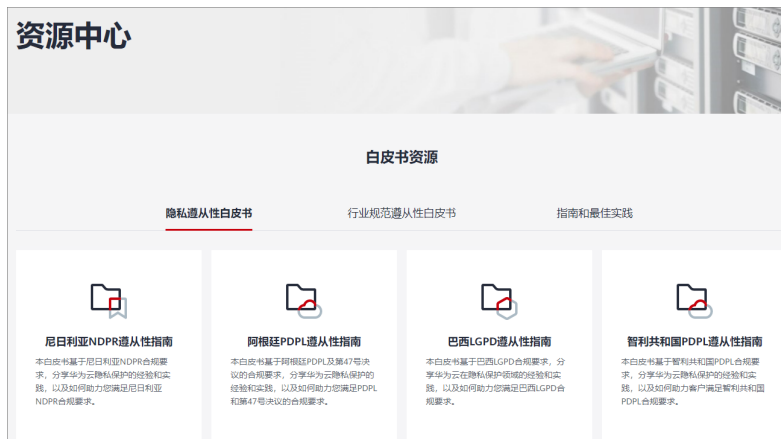 资源中心
白皮书资源
隐私遵从性白皮书
行业规范遵从性白皮书
指南和最佳实践
尼日利亚NDPR遵从性指南
本白皮书基于尼日利亚NDPR合规要
求，分享华为云隐私保护的经验和实
践，以及如何助力您满足尼日利亚
NDPR合规要求。
阿根廷PDPL遵从性指南
本白皮书基于阿根廷PDPL及第47号决
议的合规要求，分享华为云隐私保护的
经验和实践，以及如何助力您满足PDPL
和第47号决议的合规要求。
巴西LGPD遵从性指南
本白皮书基于巴西LGPD合规要求，分
享华为云在隐私保护领域的经验和实
践，以及如何助力您满足巴西LGPD合
规要求。
智利共和国PDPL遵从性指南
本白皮书基于智利共和国PDPL合规要
求，分享华为云隐私保护的经验和实
践，以及如何助力客户满足智利共和国
PDPL合规要求。